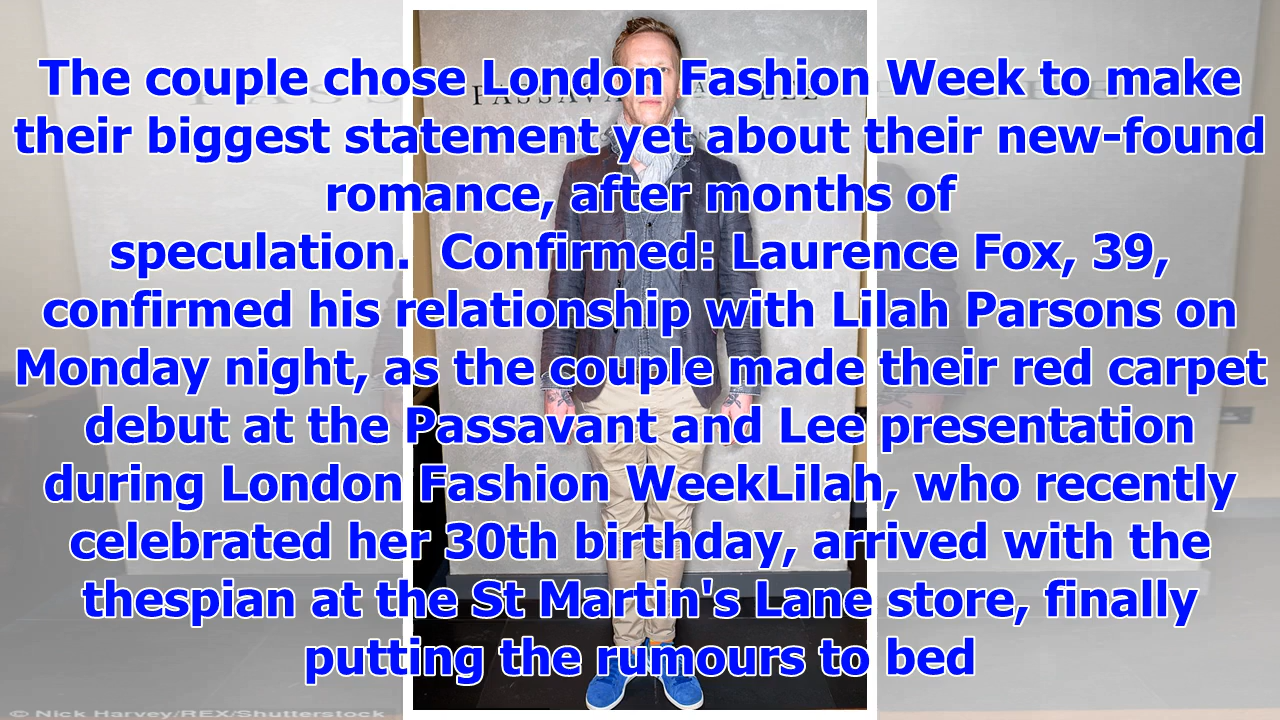 The couple chose London Fashion Week to make
their biggest statement yet about their new-found
romance, after months of
speculation.  Confirmed: Laurence Fox, 39,
confirmed his relationship with Lilah Parsons on
Monday night, as the couple made their red carpet
debut at the Passavant and Lee presentation
during London Fashion WeekLilah, who recently
celebrated her 30th birthday, arrived with the
thespian at the St Martin's Lane store, finally
putting the rumours to bed
© Nick Harvey/REX/Shutterstock